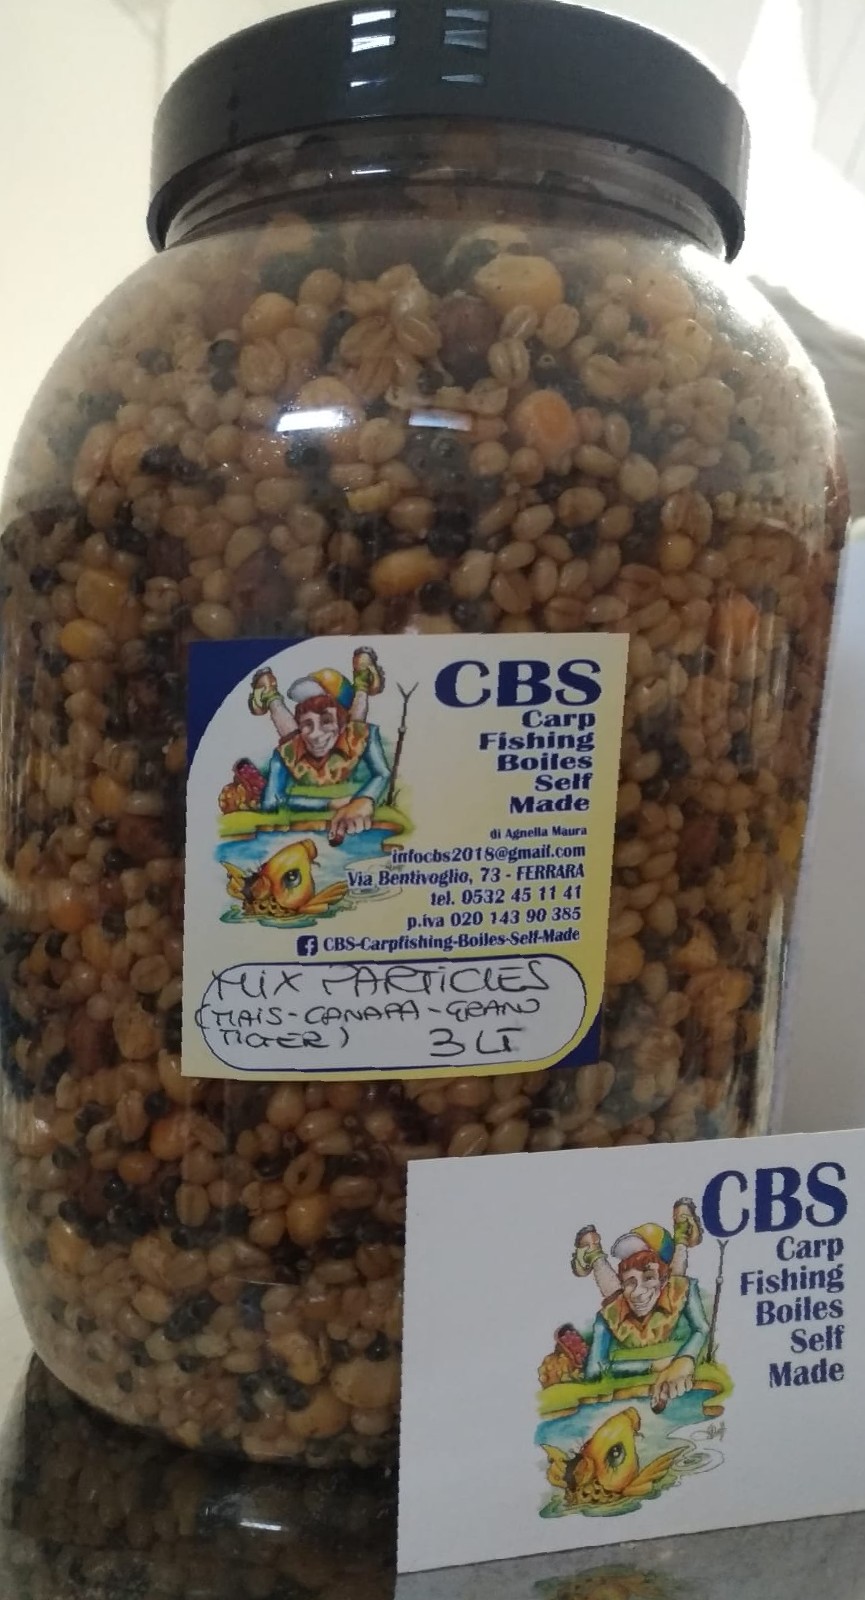 CBS
Carp
Fishing
Boiles
Self
Made
di Agnella Maura
infocbs2018@gmail.com
Via Bentivoglio, 73 - FERRARA
tel. 0532 45 11 41
p.iva 020 143 90 385
CBS-Carpfishing-Boiles-Self-Made
MIX PARTICLES
(MAIS-CANAPA-GRANO
TIGER) 3 LT
CBS
Carp
Fishing
Boiles
Self
Made